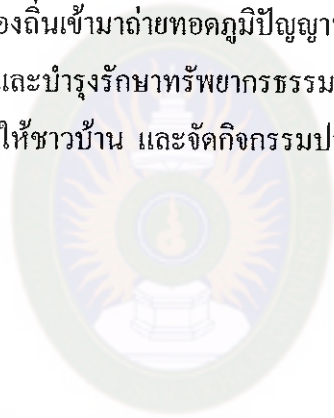 องถิ่นเข้ามาถ่ายทอดภูมิปัญญา
และบำรุงรักษาทรัพยากรธรรม
ให้ชาวบ้าน และจัดกิจกรรมป